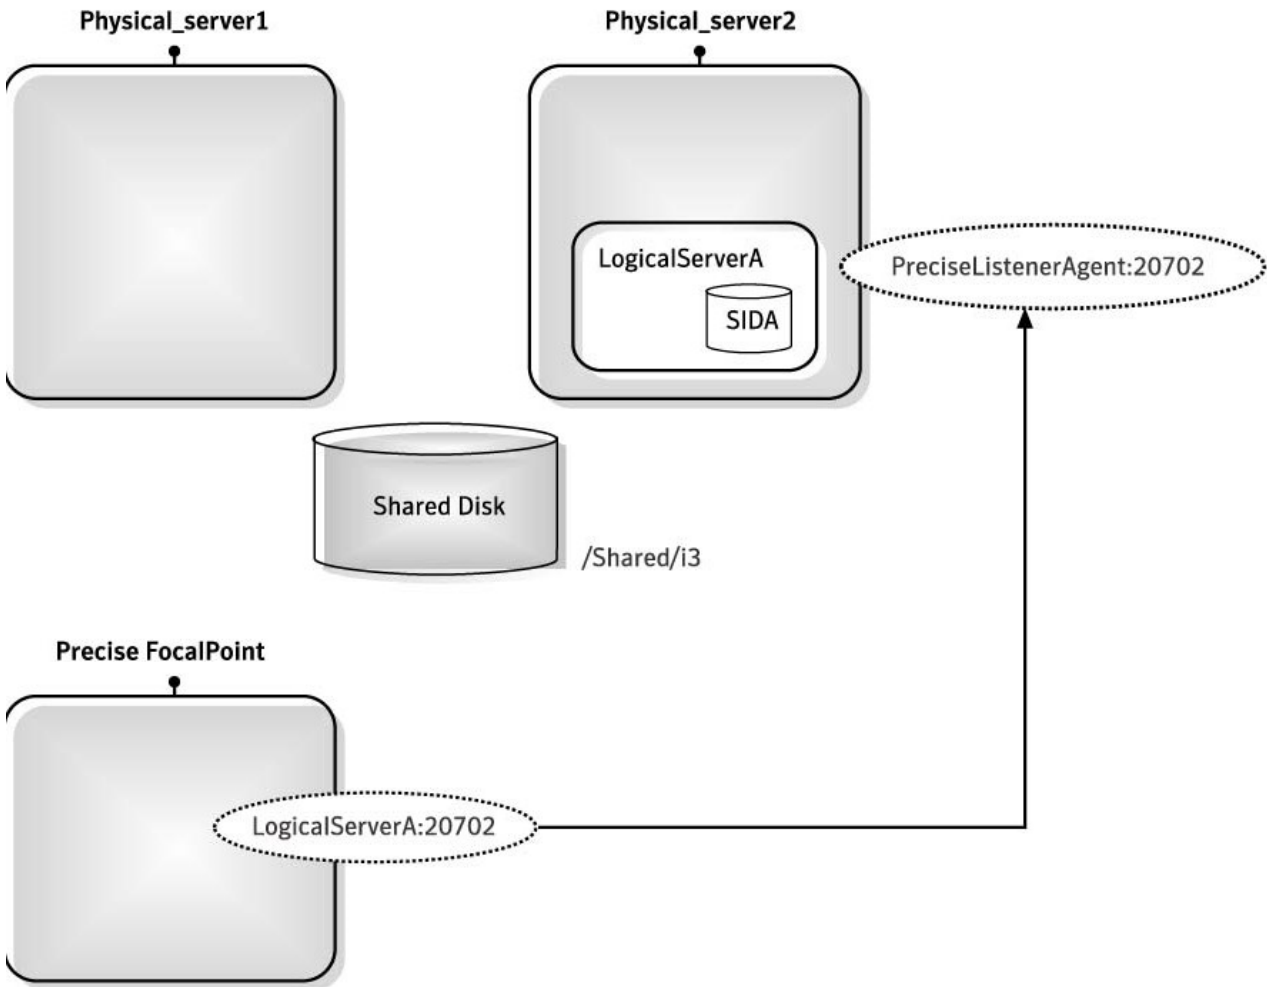 Physical_server1
Physical_server2
LogicalServerA
SIDA
PreciseListenerAgent:20702
Shared Disk
/Shared/i3
Precise FocalPoint
LogicalServerA:20702